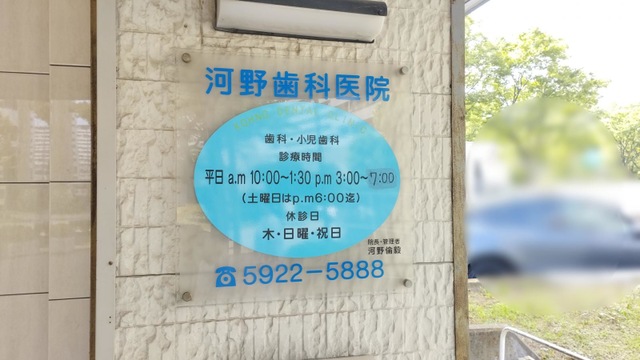 河野歯科医院
歯科・小児歯科
診療時間
平日 a.m 10:00～1:30 p.m 3:00～7:00
(土曜日はp.m6:00迄)
休診日
木・日曜・祝日
院長・管理者
河野倫毅
☎5922-5888